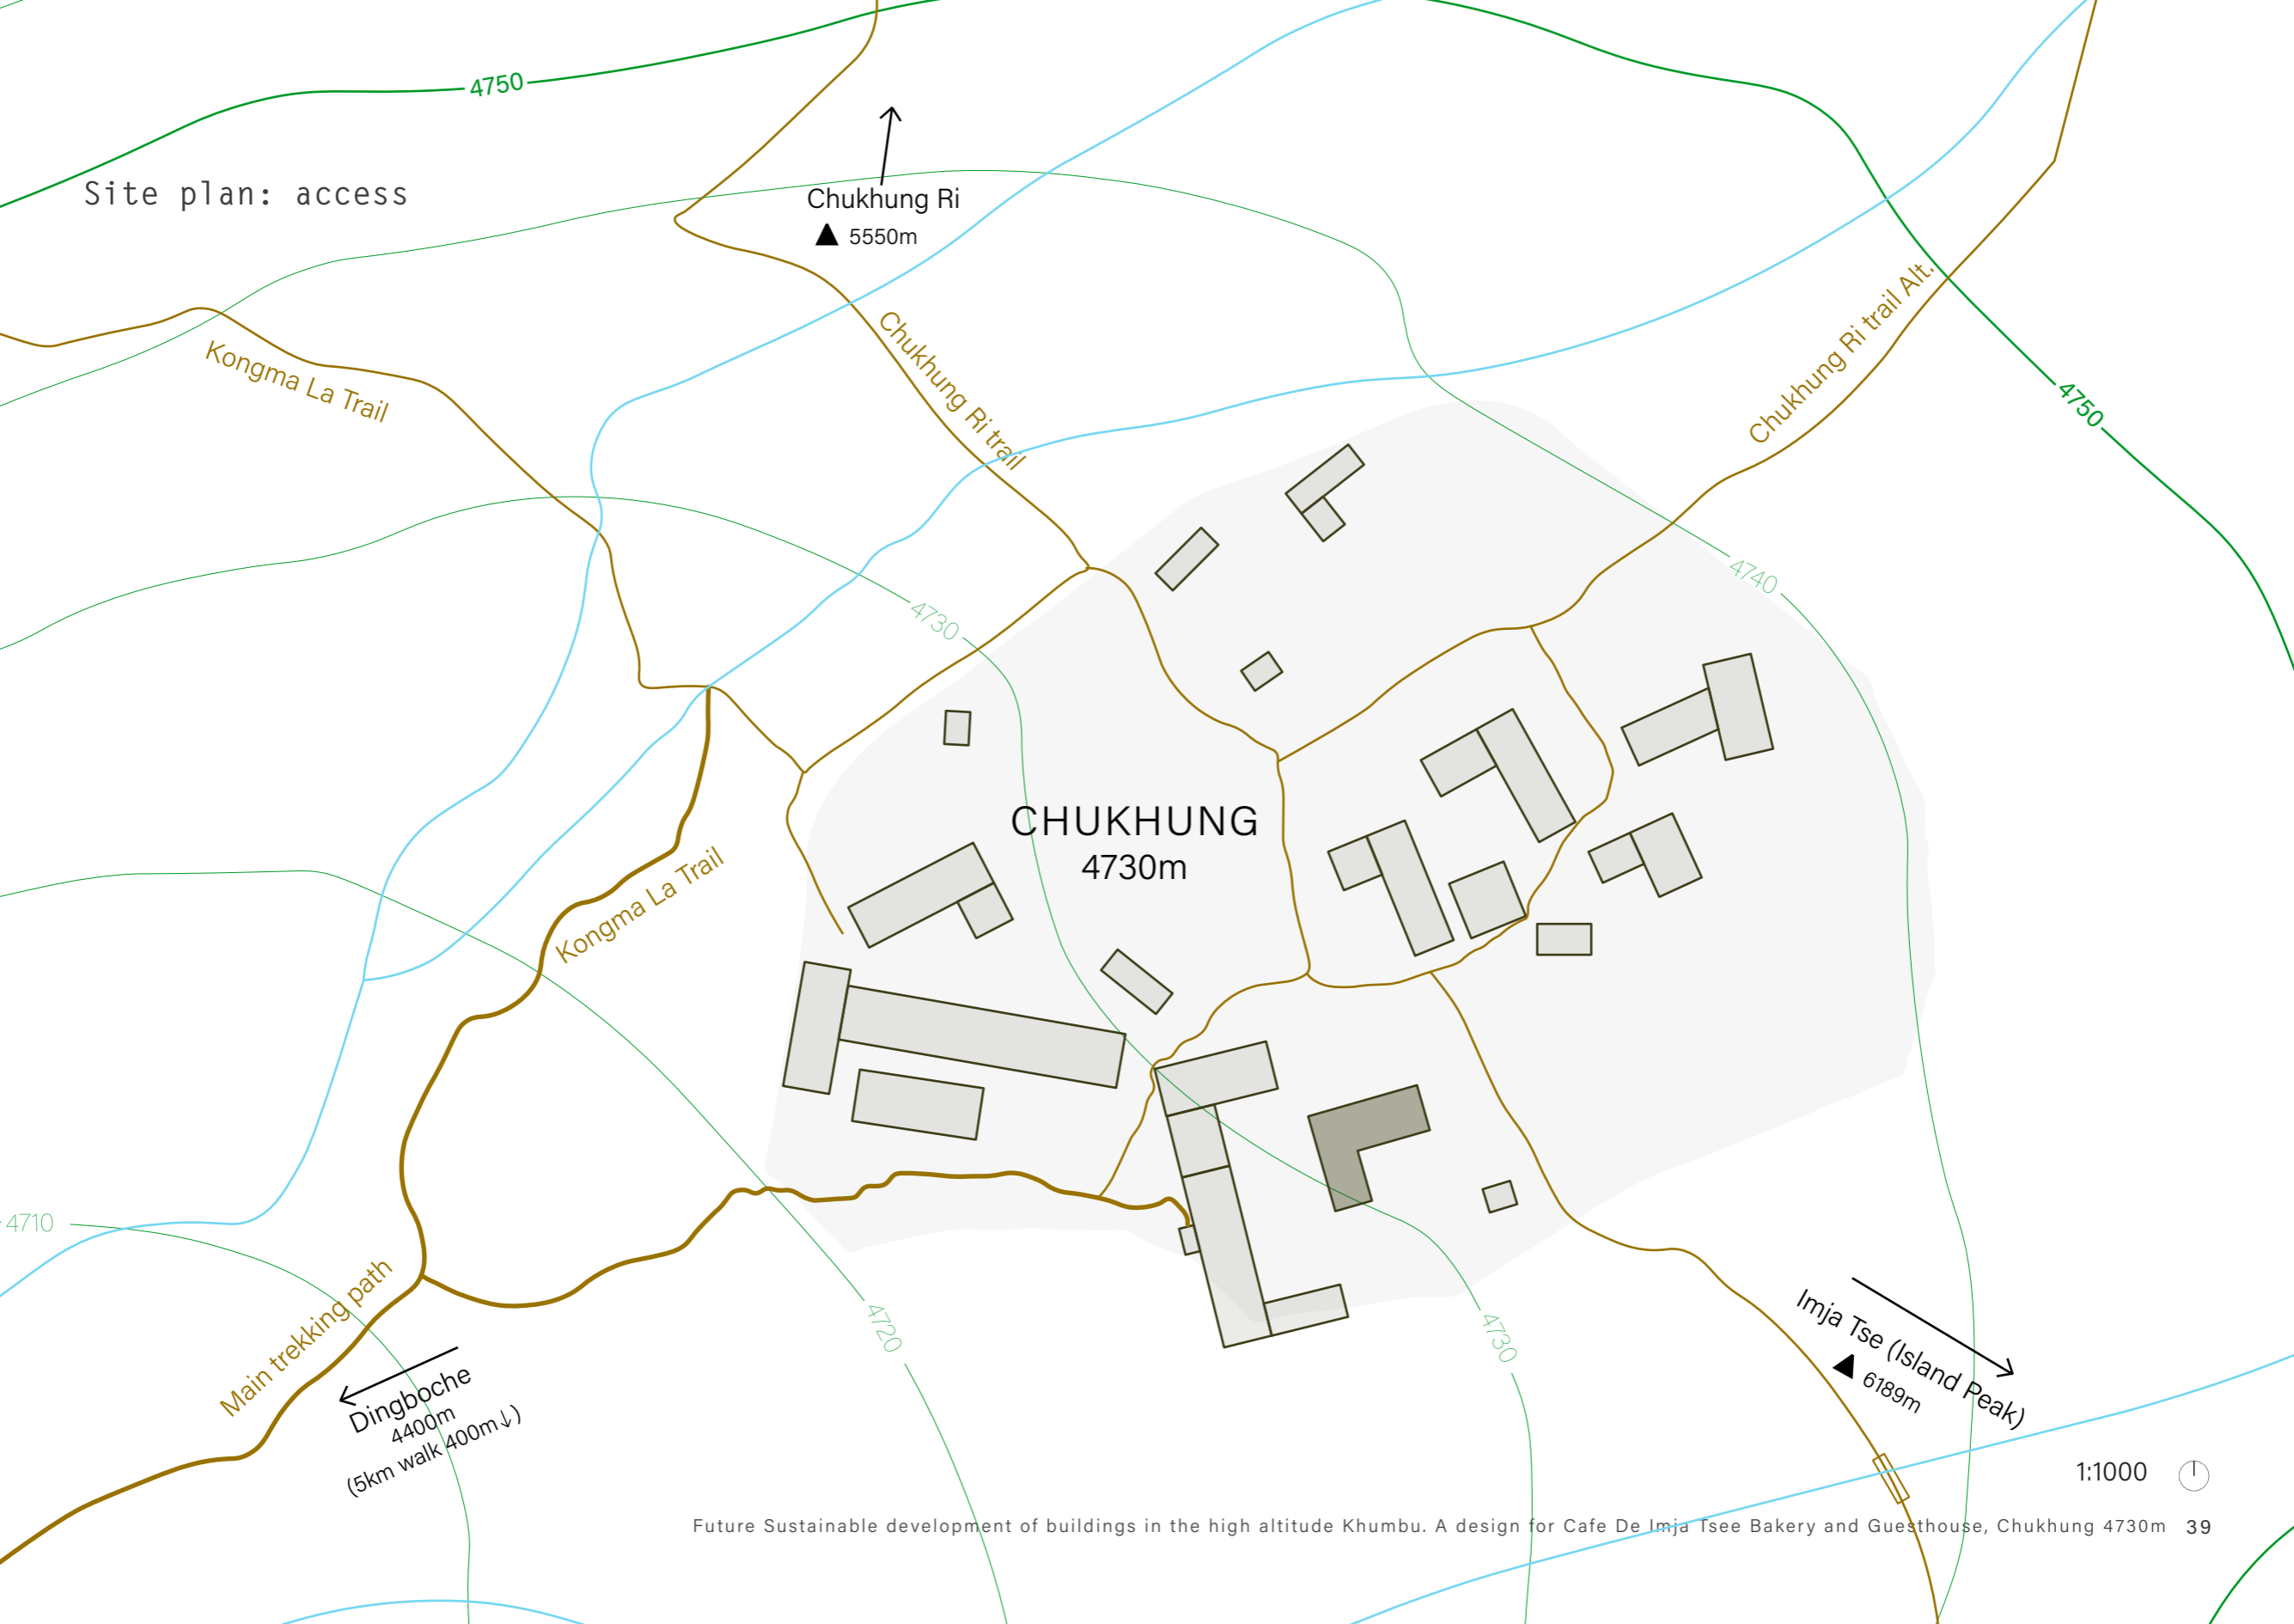 4750
Site plan: access
Chukhung Ri
5550m
Kongma La Trail
Chukhung Ri trail
Chukhung Ri trail Alt.
4750
4740
4730
CHUKHUNG
4730m
Kongma La Trail
4710
Main trekking path
Dingboche
4400m
(5km walk 400m↓)
4720
4730
Imja Tse (Island Peak)
6189m
1:1000
Future Sustainable development of buildings in the high altitude Khumbu. A design for Cafe De Imja Tsee Bakery and Guesthouse, Chukhung 4730m 39